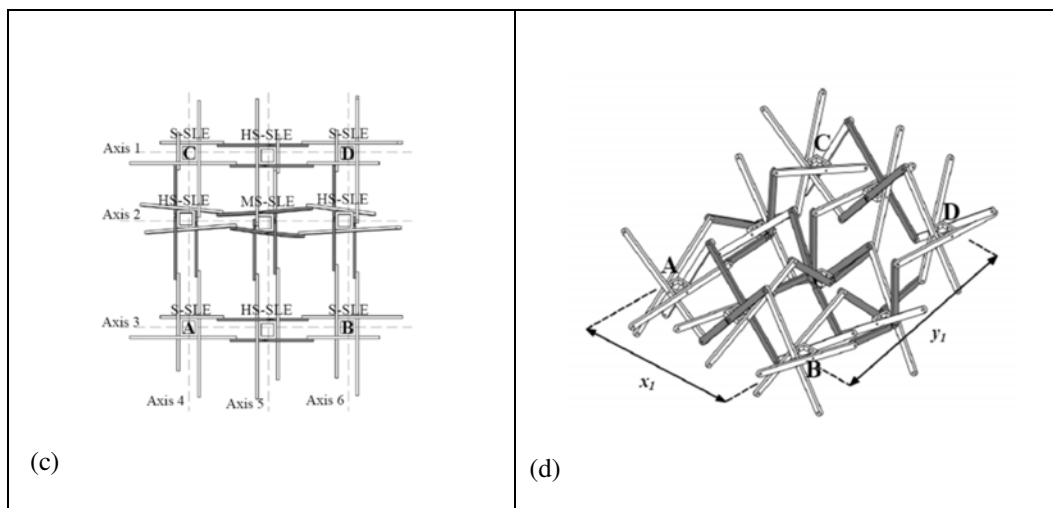 S-SLE HS-SLE S-SLE
Axis 1 C D
HS-SLE MS-SLE HS-SLE
Axis 2
S-SLE HS-SLE S-SLE
Axis 3 A B
Axis 4 Axis 5 Axis 6
(c)
C
D
A
B
x1
y1
(d)